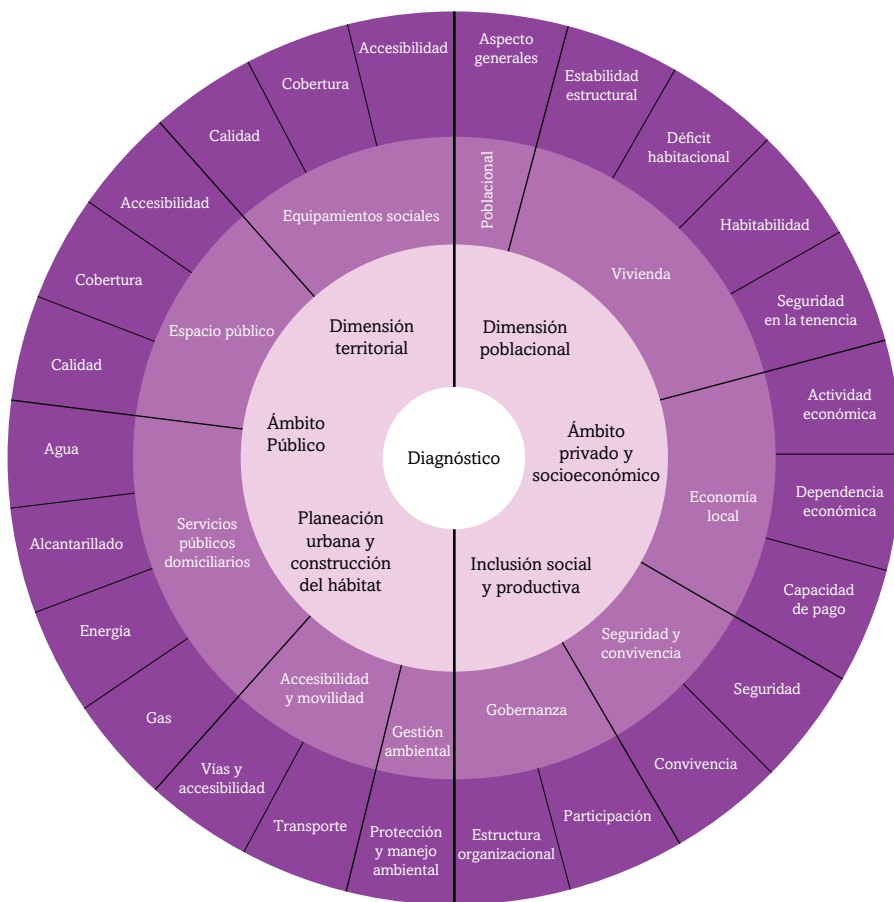 Accesibilidad
Aspecto
generales
Cobertura
Estabilidad
estructural
Calidad
Déficit
habitacional
Accesibilidad
Habitabilidad
Cobertura
Seguridad
en la tenencia
Calidad
Actividad
económica
Agua
Dependencia
económica
Alcantarillado
Capacidad
de pago
Energía
Seguridad
Gas
Convivencia
Vías y
accesibilidad
Participación
Transporte
Estructura
organizacional
Protección
y manejo
ambiental
Equipamientos sociales
Poblacional
Vivienda
Espacio público
Economía
local
Servicios
públicos
domiciliarios
Seguridad y
convivencia
Accesibilidad
y movilidad
Gobernanza
Gestión
ambiental
Dimensión
territorial
Dimensión
poblacional
Ámbito
Público
Ámbito
privado y
socioeconómico
Planeación
urbana y
construcción
del hábitat
Inclusión social
y productiva
Diagnóstico